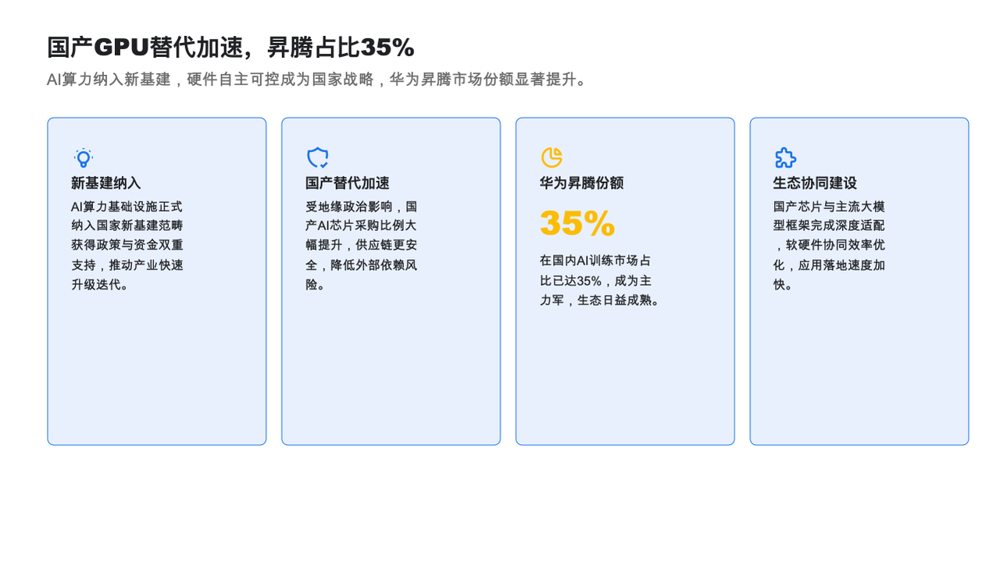 国产GPU替代加速，昇腾占比35%
AI算力纳入新基建，硬件自主可控成为国家战略，华为昇腾市场份额显著提升。
新基建纳入
AI算力基础设施正式
纳入国家新基建范畴
获得政策与资金双重
支持，推动产业快速
升级迭代。
国产替代加速
受地缘政治影响，国
产AI芯片采购比例大
幅提升，供应链更安
全，降低外部依赖风
险。
华为昇腾份额
35%
在国内AI训练市场占
比已达35%，成为主
力军，生态日益成熟。
生态协同建设
国产芯片与主流大模
型框架完成深度适配
，软硬件协同效率优
化，应用落地速度加
快。